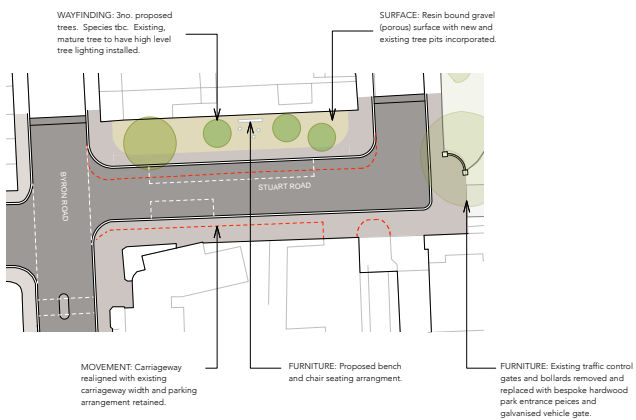 WAYFINDING: 3no. proposed
trees. Species tbc. Existing,
mature tree to have high level
tree lighting installed.
SURFACE: Resin bound gravel
(porous) surface with new and
existing tree pits incorporated.
BYRON ROAD
STUART ROAD
MOVEMENT: Carriageway
realigned with existing
carriageway width and parking
arrangement retained.
FURNITURE: Proposed bench
and chair seating arrangment.
FURNITURE: Existing traffic control
gates and bollards removed and
replaced with bespoke hardwood
park entrance peices and
galvanised vehicle gate.